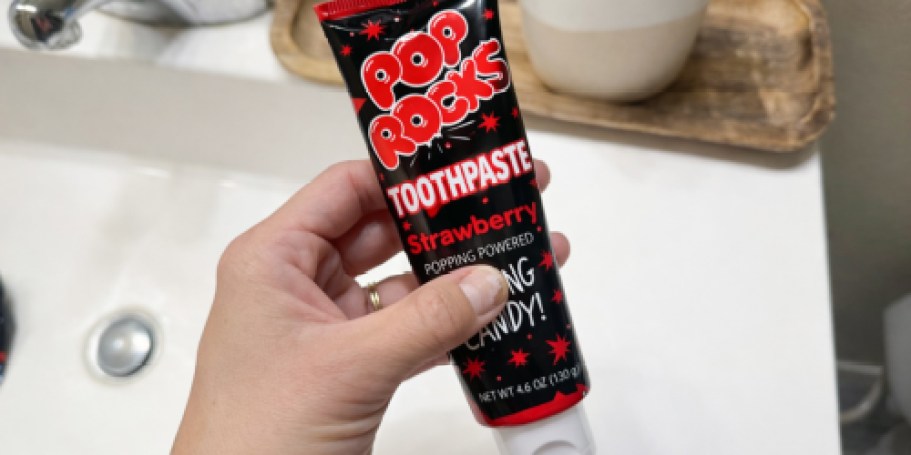 POP
ROCKS
TOOTHPASTE
Strawberry
POPPING POWERED
CANDY!
NET WT 4.6 OZ (130 g)